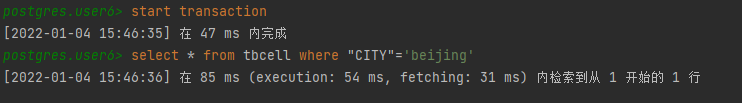 postgres.user6> start transaction
[2022-01-04 15:46:35] 在 47 ms 内完成
postgres.user6> select * from tbcell where "CITY"='beijing'
[2022-01-04 15:46:36] 在 85 ms (execution: 54 ms, fetching: 31 ms) 内检索到从 1 开始的 1 行